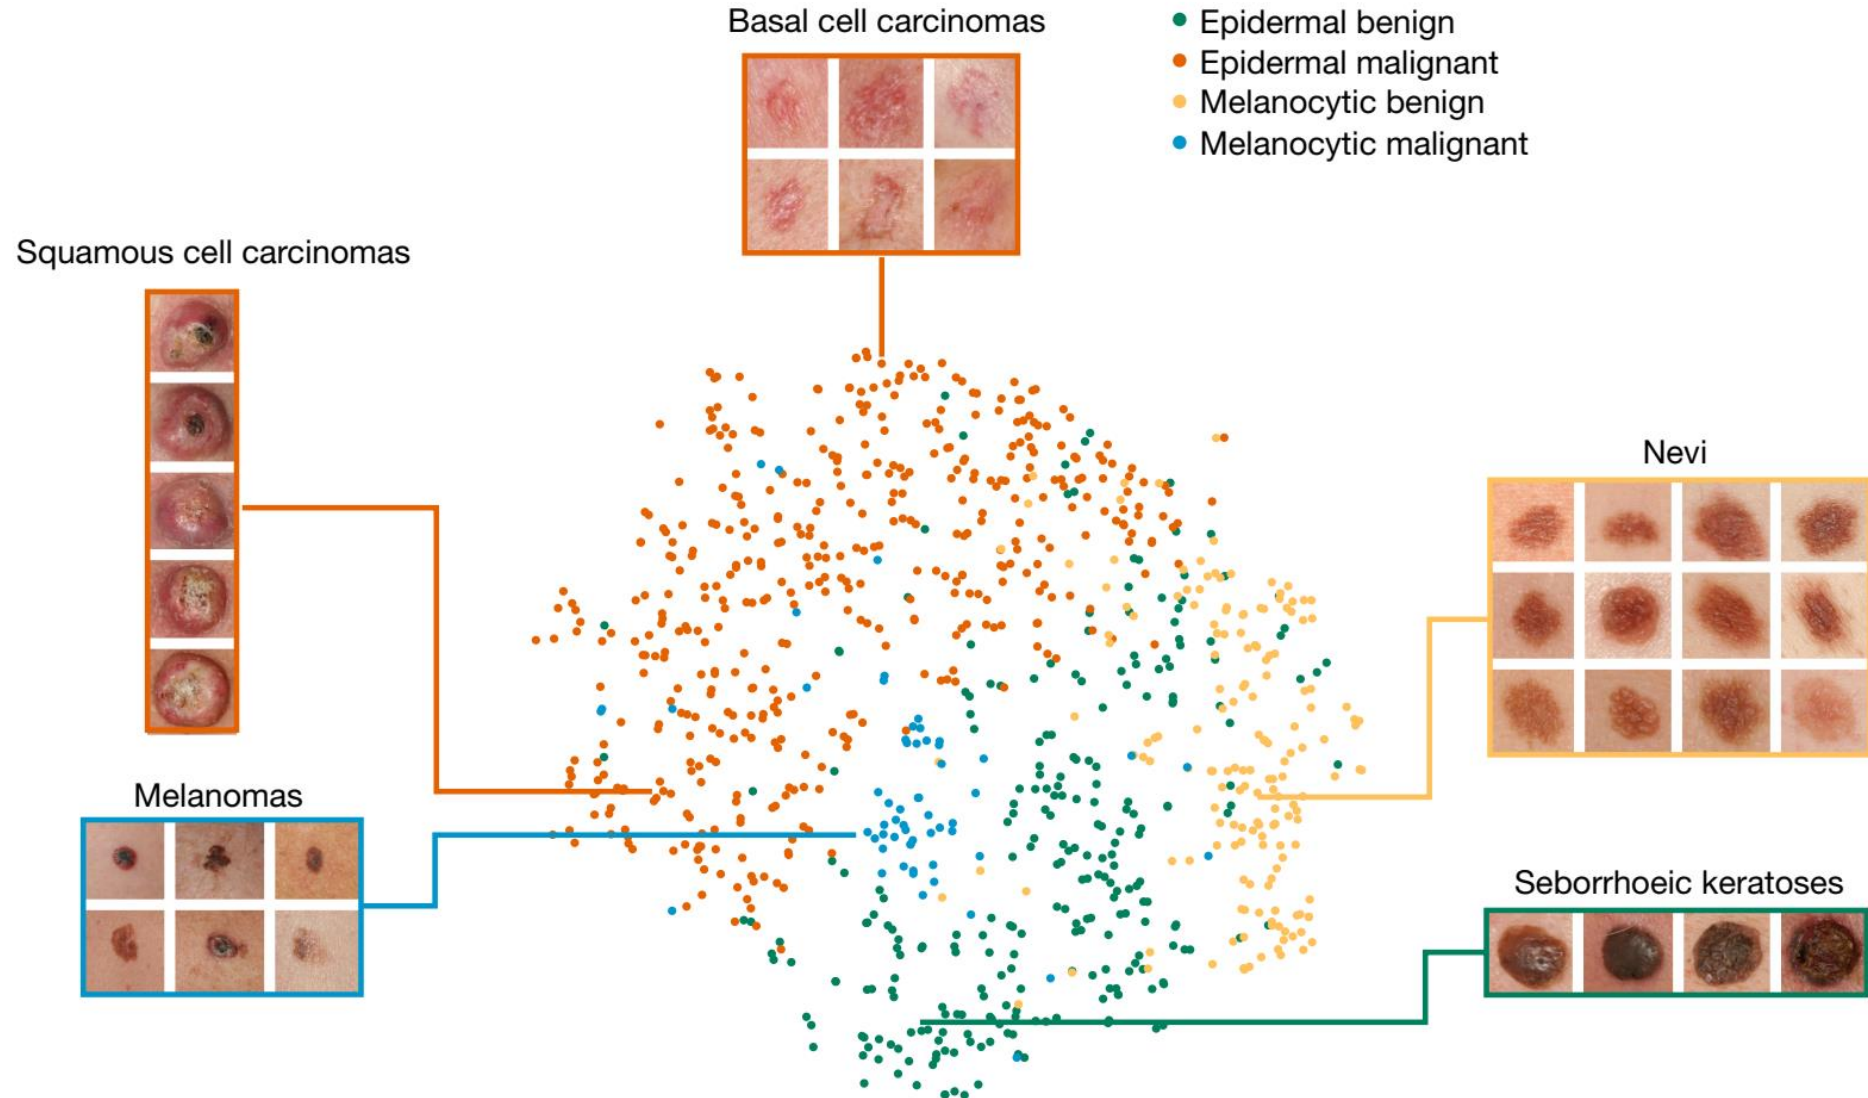 Basal cell carcinomas
Epidermal benign
Epidermal malignant
Melanocytic benign
Melanocytic malignant
Squamous cell carcinomas
Nevi
Melanomas
Seborrhoeic keratoses